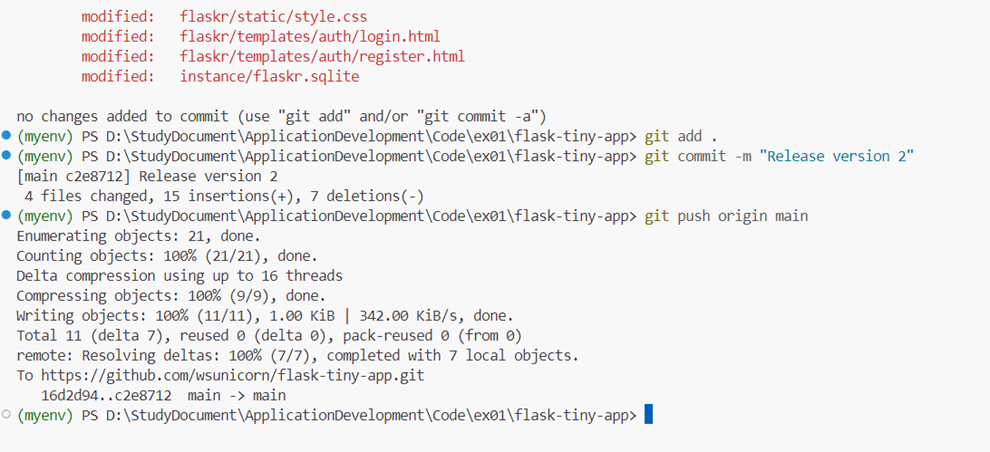 modified:   flaskr/static/style.css
modified:   flaskr/templates/auth/login.html
modified:   flaskr/templates/auth/register.html
modified:   instance/flaskr.sqlite
no changes added to commit (use "git add" and/or "git commit -a")
(myenv) PS D:\StudyDocument\ApplicationDevelopment\Code\ex01\flask-tiny-app> git add .
(myenv) PS D:\StudyDocument\ApplicationDevelopment\Code\ex01\flask-tiny-app> git commit -m "Release version 2"
[main c2e8712] Release version 2
4 files changed, 15 insertions(+), 7 deletions(-)
(myenv) PS D:\StudyDocument\ApplicationDevelopment\Code\ex01\flask-tiny-app> git push origin main
Enumerating objects: 21, done.
Counting objects: 100% (21/21), done.
Delta compression using up to 16 threads
Compressing objects: 100% (9/9), done.
Writing objects: 100% (11/11), 1.00 KiB | 342.00 KiB/s, done.
Total 11 (delta 7), reused 0 (delta 0), pack-reused 0 (from 0)
remote: Resolving deltas: 100% (7/7), completed with 7 local objects.
To https://github.com/wsunicorn/flask-tiny-app.git
16d2d94..c2e8712  main -> main
(myenv) PS D:\StudyDocument\ApplicationDevelopment\Code\ex01\flask-tiny-app>